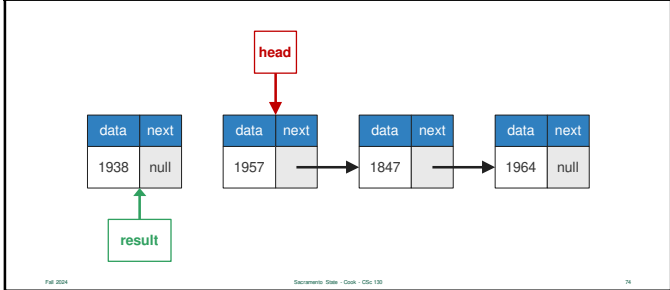 head
data next data next data next data next
1938 null 1957 1847 1964 null
result
Fall 2024 Sacramento State - Cook - CSc 130 74